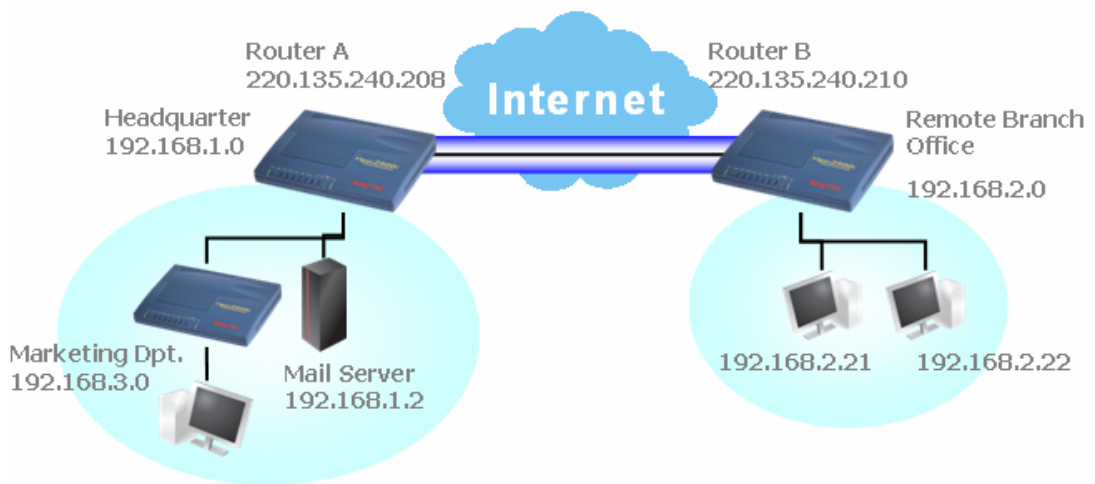 Router A
220.135.240.208
Router B
220.135.240.210
Internet
Headquarter
192.168.1.0
Remote Branch
Office
192.168.2.0
Marketing Dpt.
192.168.3.0
Mail Server
192.168.1.2
192.168.2.21
192.168.2.22